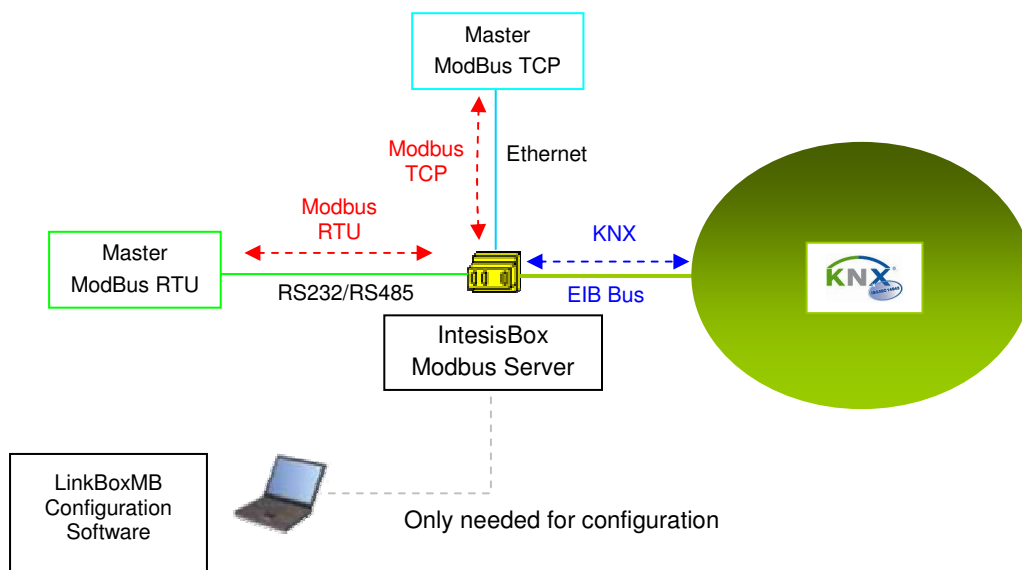 Master
ModBus TCP
Modbus
TCP
Ethernet
Modbus
RTU
Master
ModBus RTU
RS232/RS485
KNX
EIB Bus
KNX
IntesisBox
Modbus Server
LinkBoxMB
Configuration
Software
Only needed for configuration